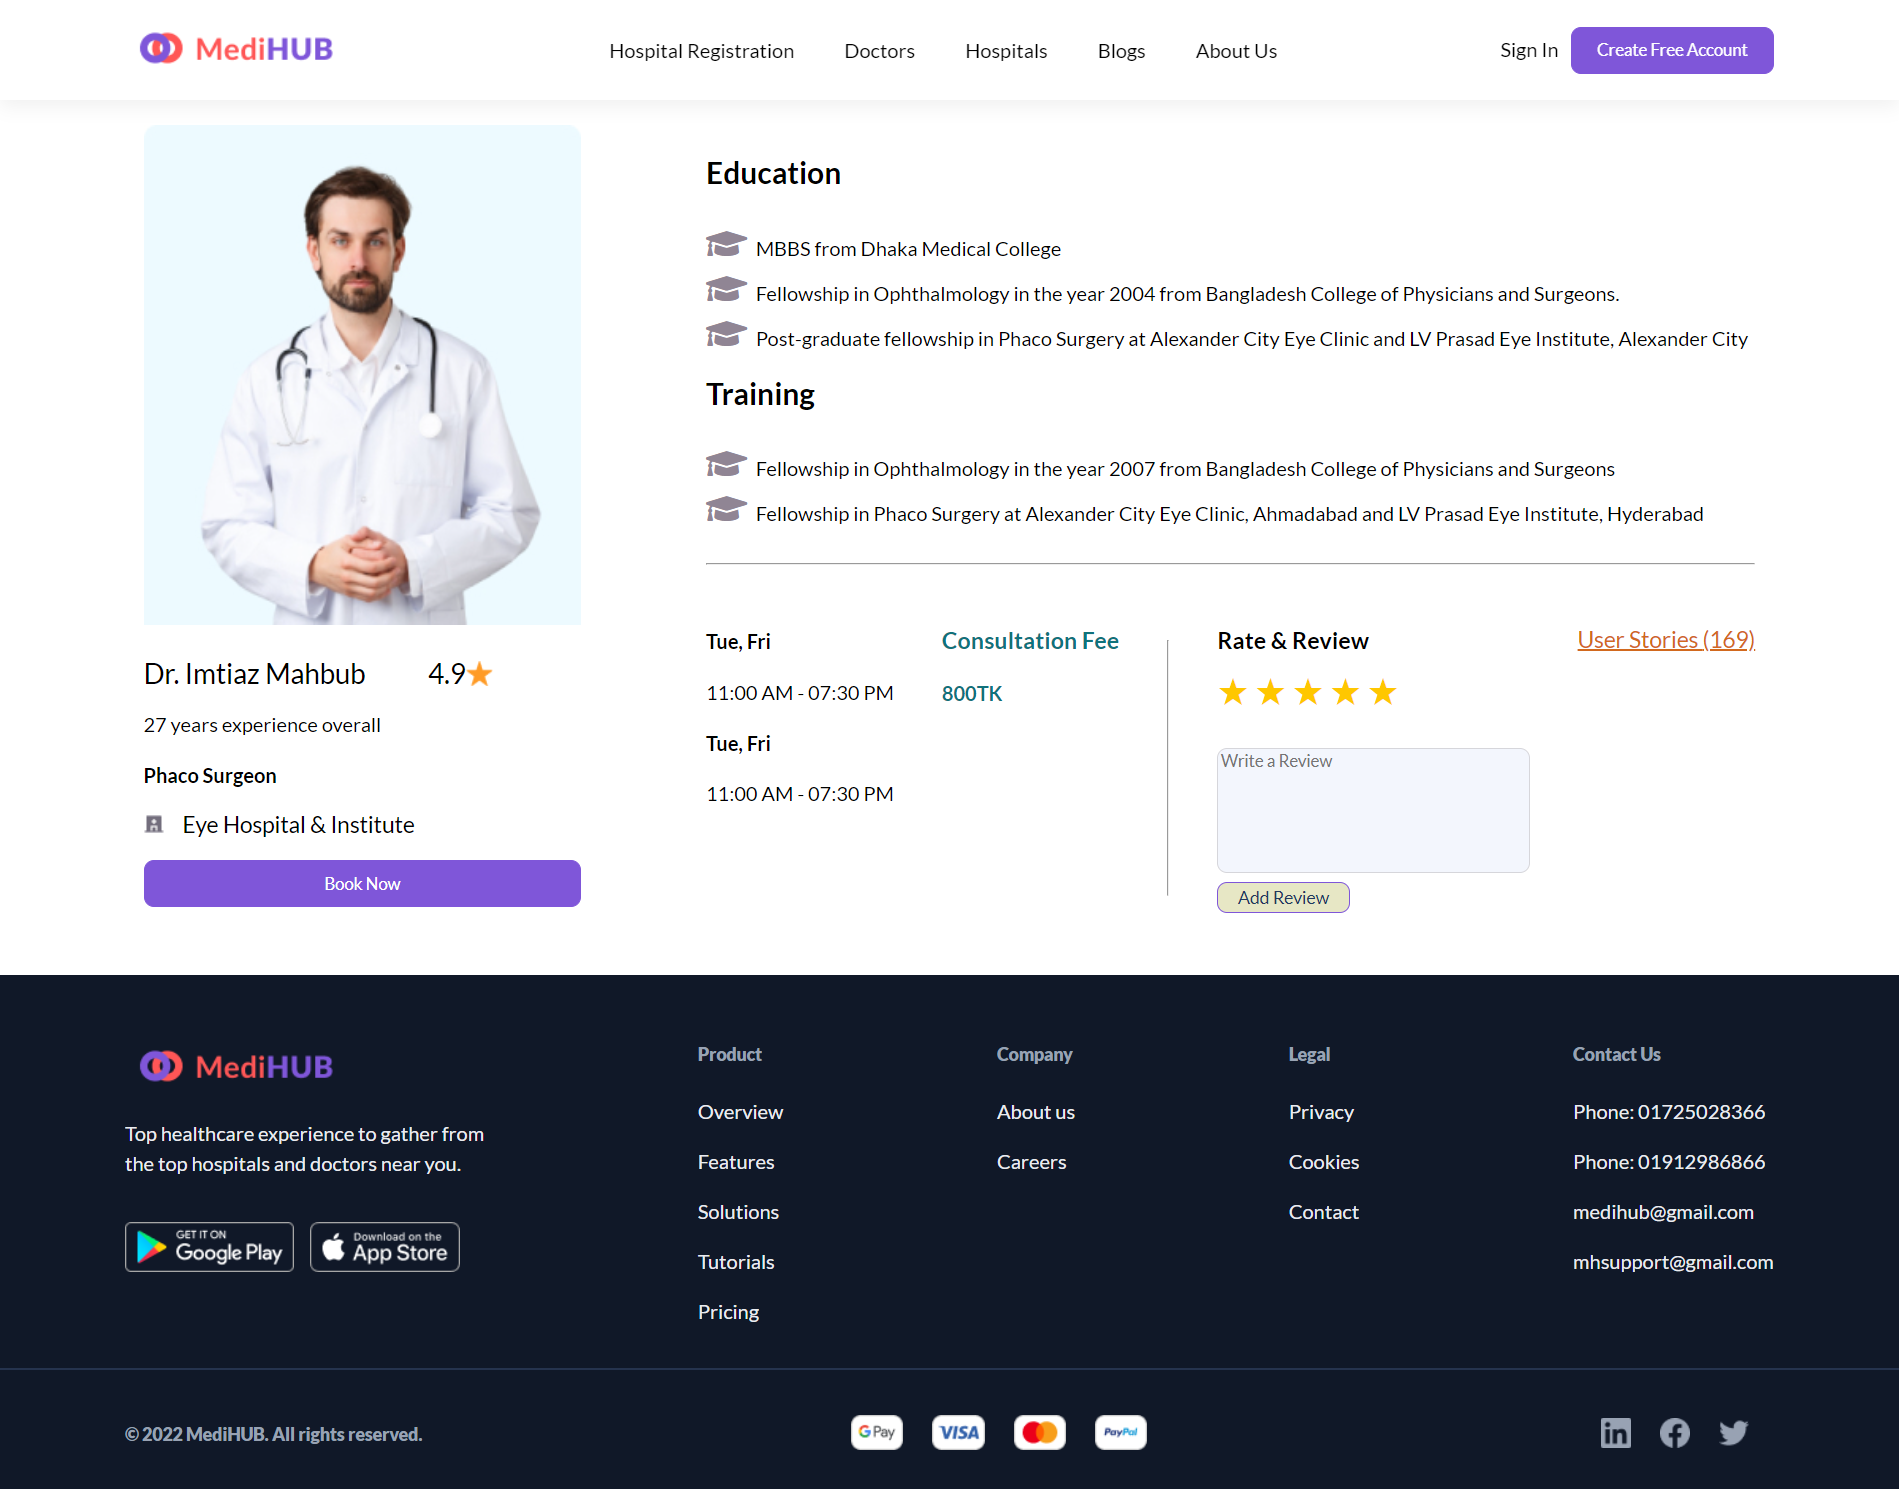 MediHUB
Hospital Registration
Doctors
Hospitals
Blogs
About Us
Sign In
Create Free Account
Education
MBBS from Dhaka Medical College
Fellowship in Ophthalmology in the year 2004 from Bangladesh College of Physicians and Surgeons.
Post-graduate fellowship in Phaco Surgery at Alexander City Eye Clinic and LV Prasad Eye Institute, Alexander City
Training
Fellowship in Ophthalmology in the year 2007 from Bangladesh College of Physicians and Surgeons
Fellowship in Phaco Surgery at Alexander City Eye Clinic, Ahmadabad and LV Prasad Eye Institute, Hyderabad
Dr. Imtiaz Mahbub
4.9
27 years experience overall
Phaco Surgeon
Eye Hospital & Institute
Book Now
Tue, Fri
11:00 AM - 07:30 PM
Tue, Fri
11:00 AM - 07:30 PM
Consultation Fee
800TK
Rate & Review
User Stories (169)
Write a Review
Add Review
MediHUB
Top healthcare experience to gather from
the top hospitals and doctors near you.
GET IT ON
Google Play
Download on the
App Store
Product
Overview
Features
Solutions
Tutorials
Pricing
Company
About us
Careers
Legal
Privacy
Cookies
Contact
Contact Us
Phone: 01725028366
Phone: 01912986866
medihub@gmail.com
mhsupport@gmail.com
© 2022 MediHUB. All rights reserved.
G Pay
VISA
PayPal